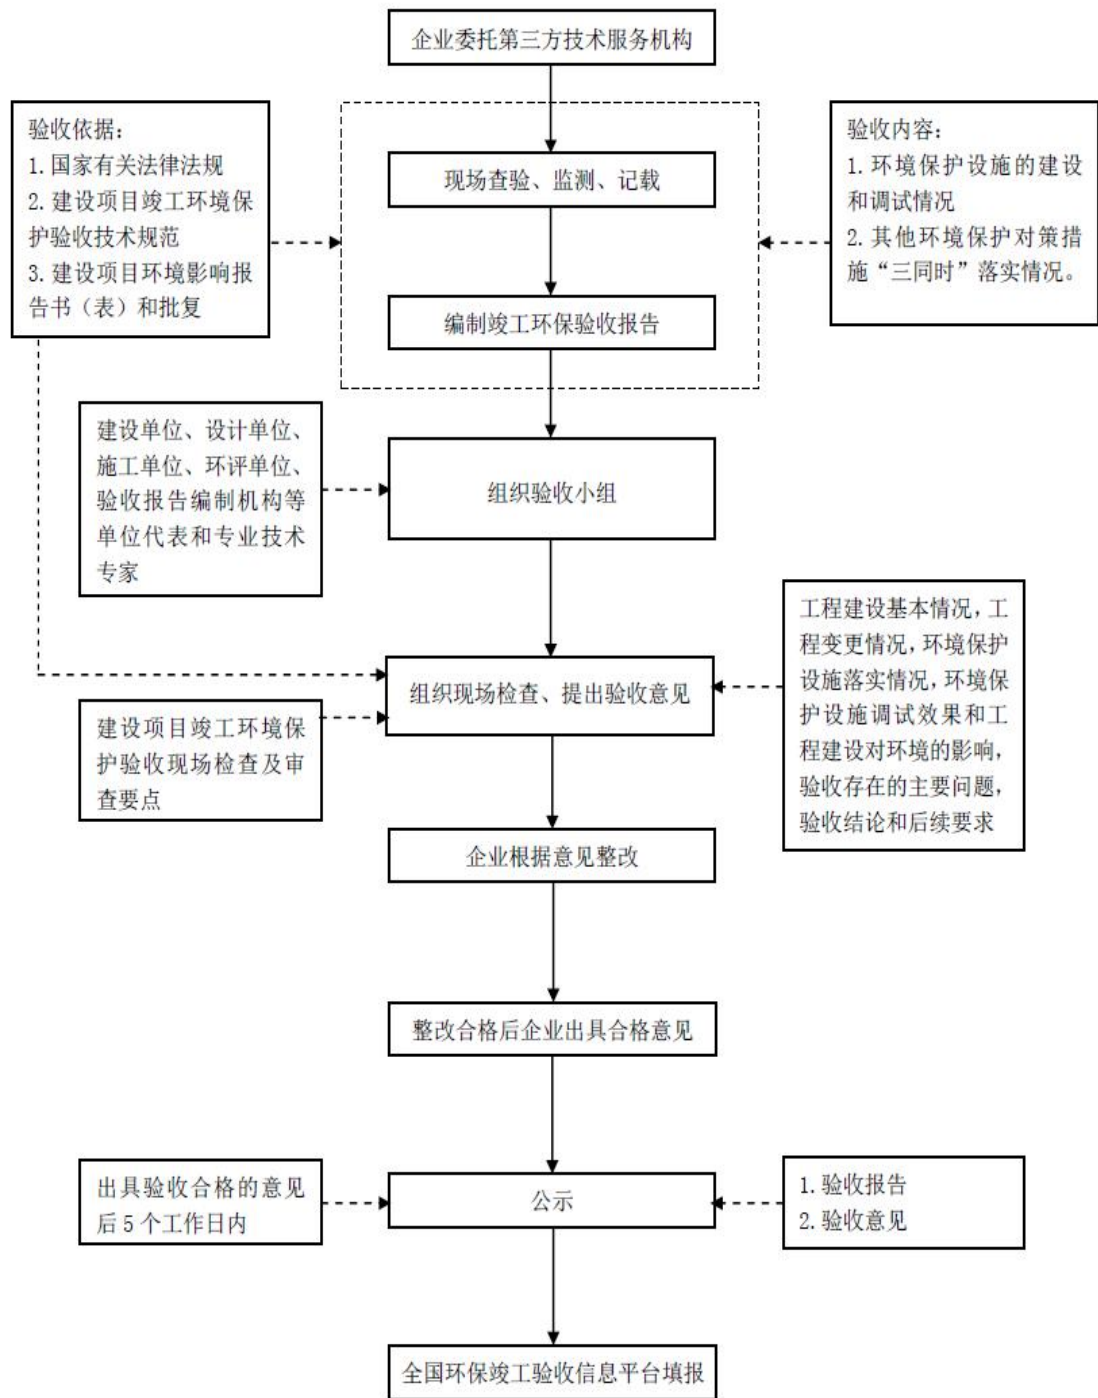 企业委托第三方技术服务机构
验收依据：
1. 国家有关法律法规
2. 建设项目竣工环境保
护验收技术规范
3. 建设项目环境影响报
告书（表）和批复
现场查验、监测、记载
编制竣工环保验收报告
验收内容：
1. 环境保护设施的建设
和调试情况
2. 其他环境保护对策措
施“三同时”落实情况。
建设单位、设计单位、
施工单位、环评单位、
验收报告编制机构等
单位代表和专业技术
专家
组织验收小组
组织现场检查、提出验收意见
工程建设基本情况，工
程变更情况，环境保护
设施落实情况，环境保
护设施调试效果和工
程建设对环境的影响，
验收存在的主要问题，
验收结论和后续要求
建设项目竣工环境保
护验收现场检查及审
查要点
企业根据意见整改
整改合格后企业出具合格意见
出具验收合格的意见
后 5 个工作日内
公示
1. 验收报告
2. 验收意见
全国环保竣工验收信息平台填报